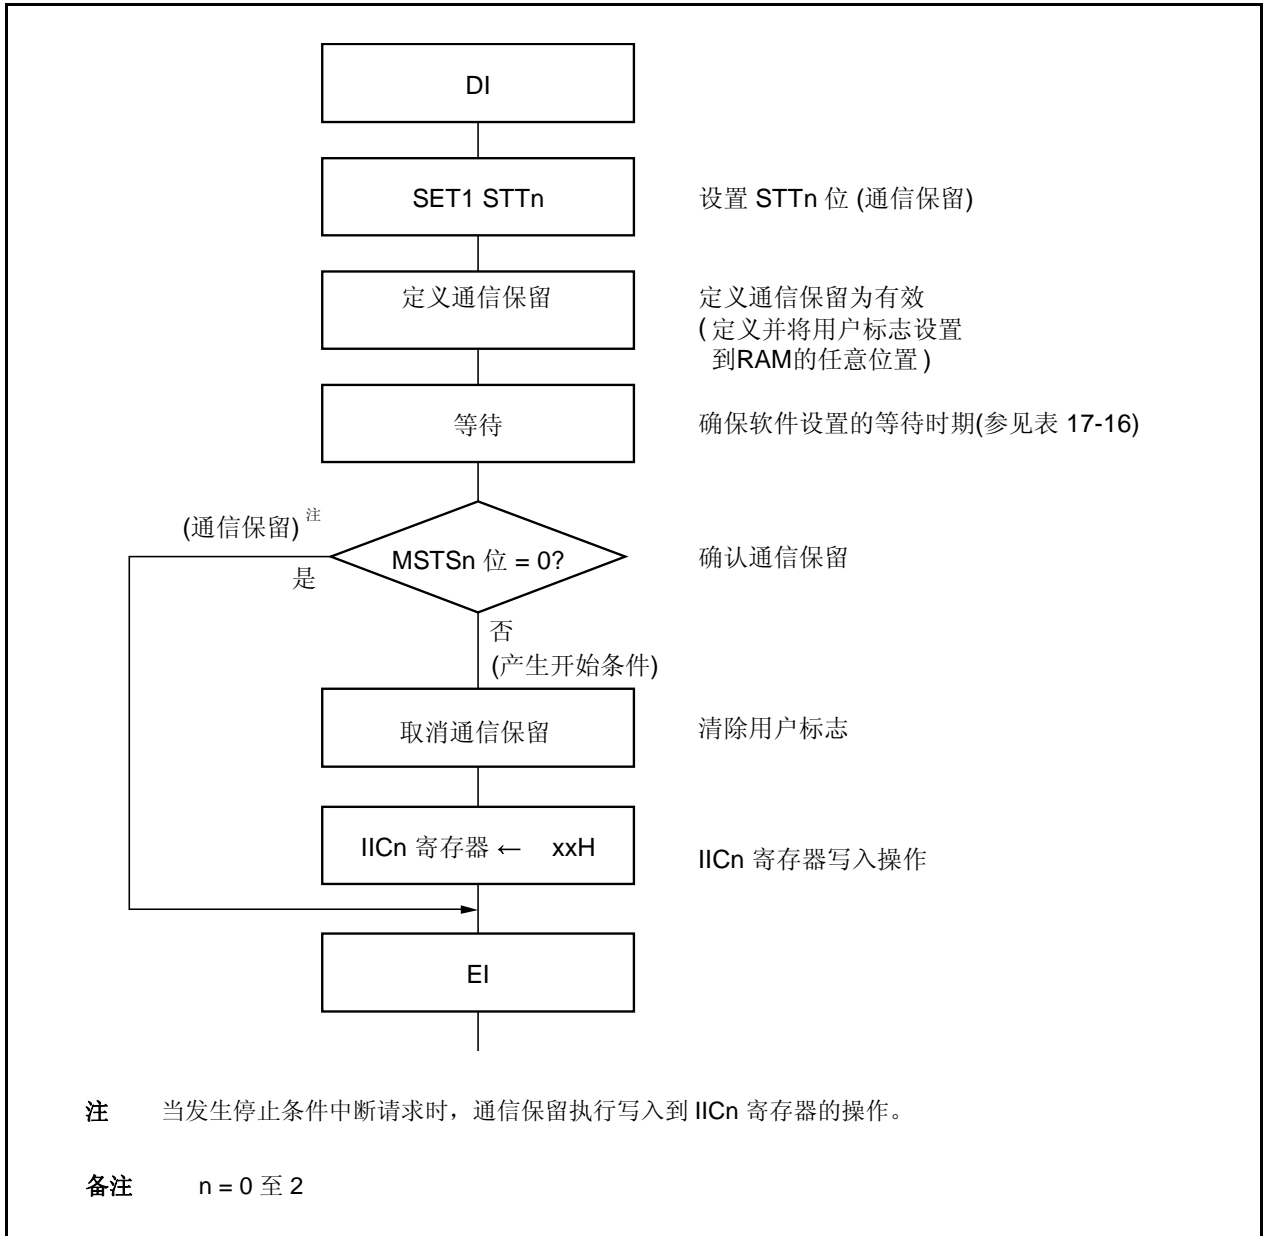 DI
SET1 STTn
设置 STTn 位 (通信保留)
定义通信保留
定义通信保留为有效
(定义并将用户标志设置
到RAM的任意位置)
等待
确保软件设置的等待时期(参见表 17-16)
(通信保留) 注
是
MSTSn 位 = 0?
确认通信保留
否
(产生开始条件)
取消通信保留
清除用户标志
IICn 寄存器 ← xxH
IICn 寄存器写入操作
EI
注 当发生停止条件中断请求时，通信保留执行写入到 IICn 寄存器的操作。
备注 n = 0 至 2